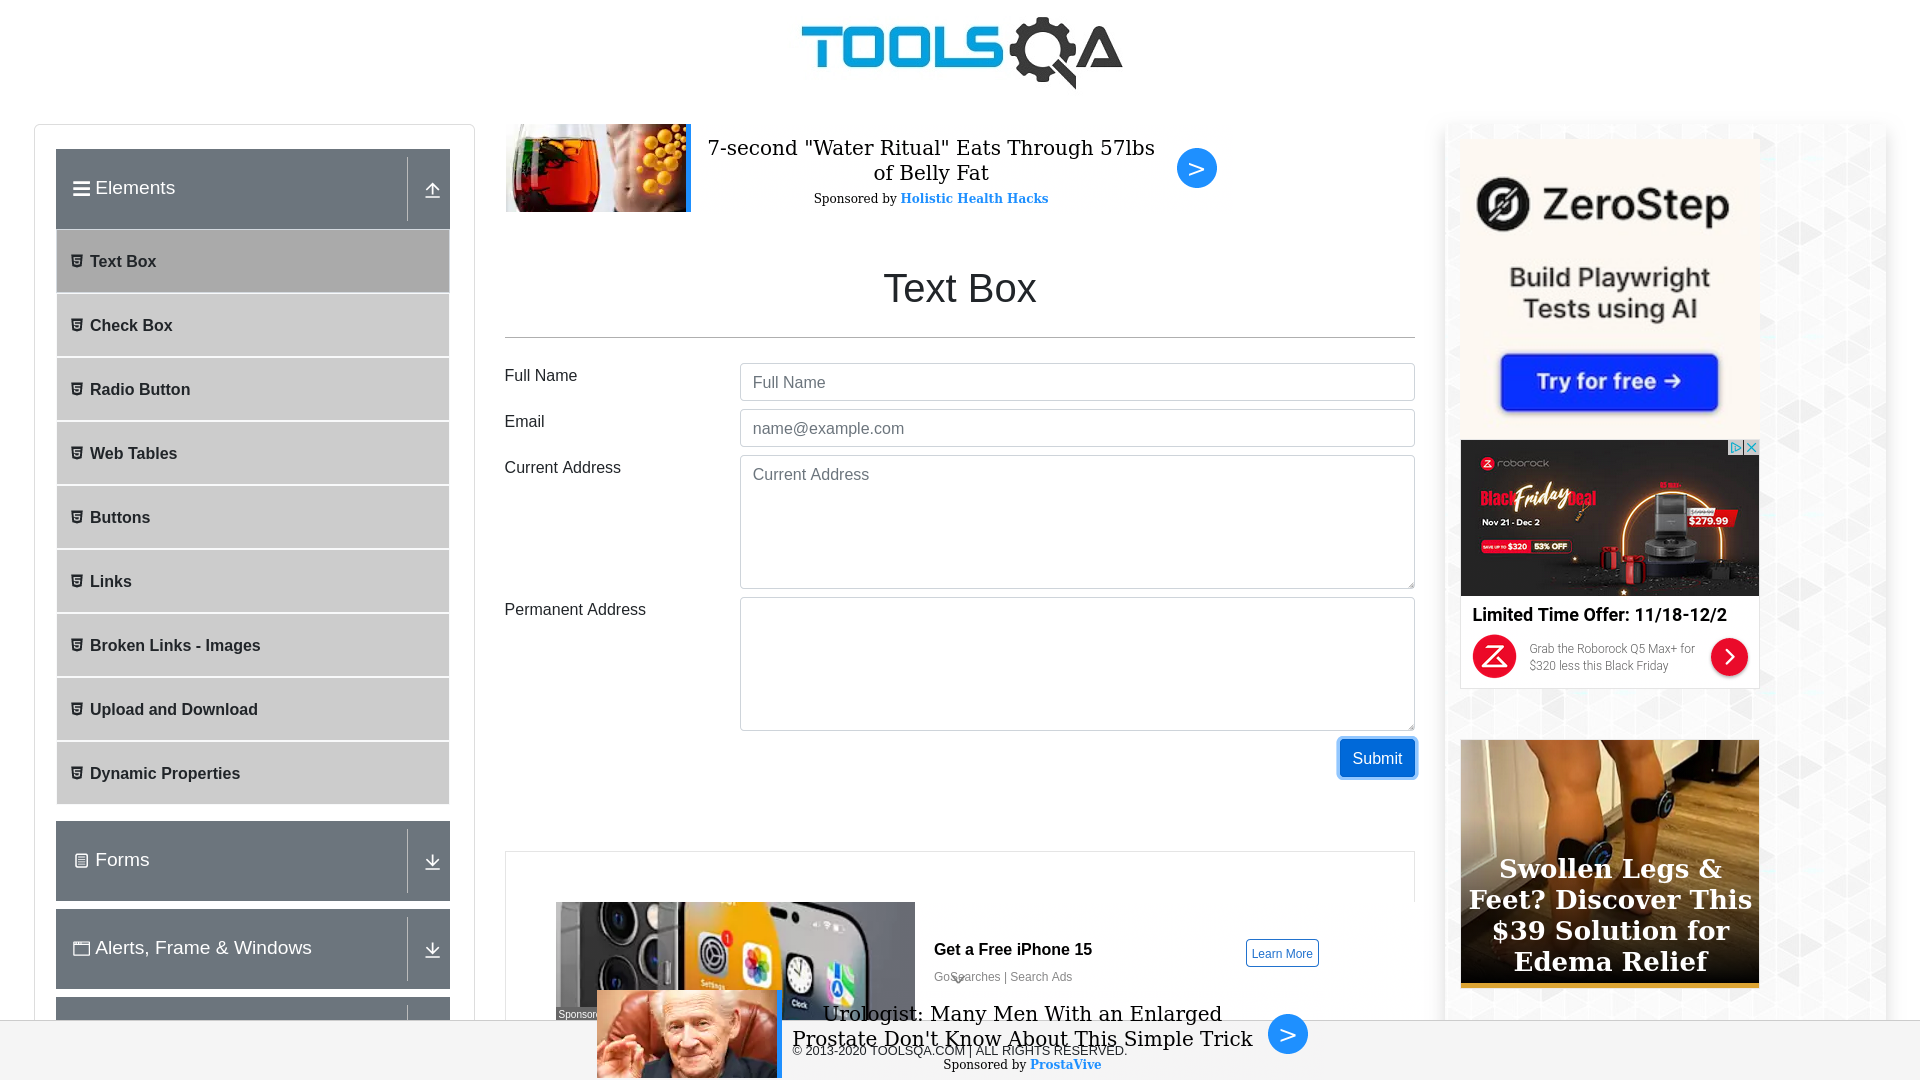 TOOLSQA
Elements
Text Box
Check Box
Radio Button
Web Tables
Buttons
Links
Broken Links - Images
Upload and Download
Dynamic Properties
Forms
Alerts, Frame & Windows
7-second "Water Ritual" Eats Through 57lbs
of Belly Fat
Sponsored by Holistic Health Hacks
>
Text Box
Full Name
Full Name
Email
name@example.com
Current Address
Current Address
Permanent Address
Submit
Settings
1
Clock
Sponsore
Get a Free iPhone 15
GoSearches | Search Ads
Learn More
Urologist: Many Men With an Enlarged
Prostate Don't Know About This Simple Trick
Sponsored by ProstaVive
>
© 2013-2020 TOOLSQA.COM | ALL RIGHTS RESERVED.
ZeroStep
Build Playwright
Tests using AI
Try for free →
roborock
Black Friday Deal
Nov 21 - Dec 2
SAVE UP TO $320 53% OFF
$279.99
Limited Time Offer: 11/18-12/2
Grab the Roborock Q5 Max+ for
$320 less this Black Friday
Swollen Legs &
Feet? Discover This
$39 Solution for
Edema Relief